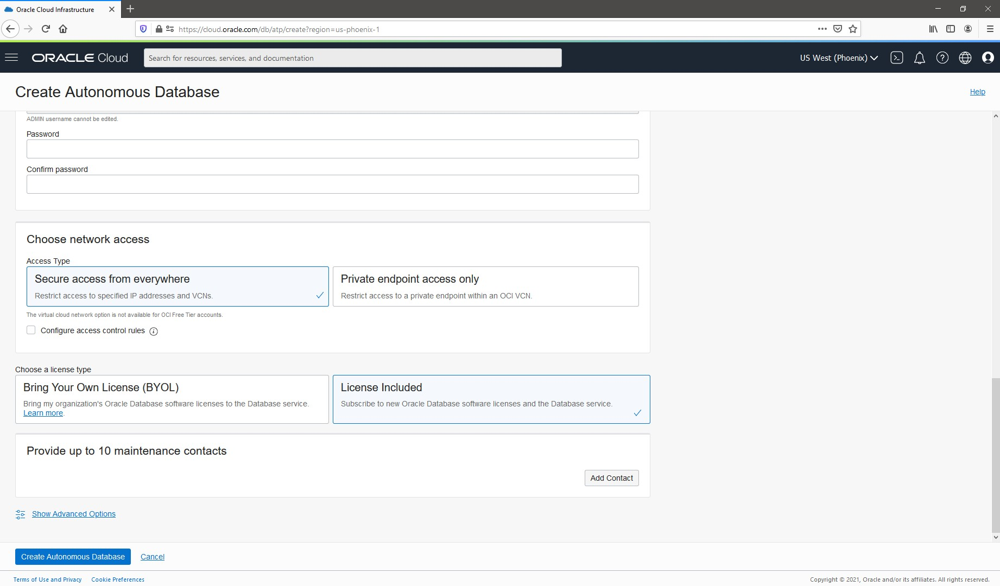 Oracle Cloud Infrastructure
https://cloud.oracle.com/db/atp/create?region=us-phoenix-1
ORACLE Cloud
Search for resources, services, and documentation
US West (Phoenix)
Create Autonomous Database
Help
ADMIN username cannot be edited.
Password
Confirm password
Choose network access
Access Type
Secure access from everywhere
Restrict access to specified IP addresses and VCNs.
Private endpoint access only
Restrict access to a private endpoint within an OCI VCN.
The virtual cloud network option is not available for OCI Free Tier accounts.
Configure access control rules
Choose a license type
Bring Your Own License (BYOL)
Bring my organization's Oracle Database software licenses to the Database service.
Learn more.
License Included
Subscribe to new Oracle Database software licenses and the Database service.
Provide up to 10 maintenance contacts
Add Contact
Show Advanced Options
Create Autonomous Database
Cancel
Terms of Use and Privacy
Cookie Preferences
Copyright © 2021, Oracle and/or its affiliates. All rights reserved.